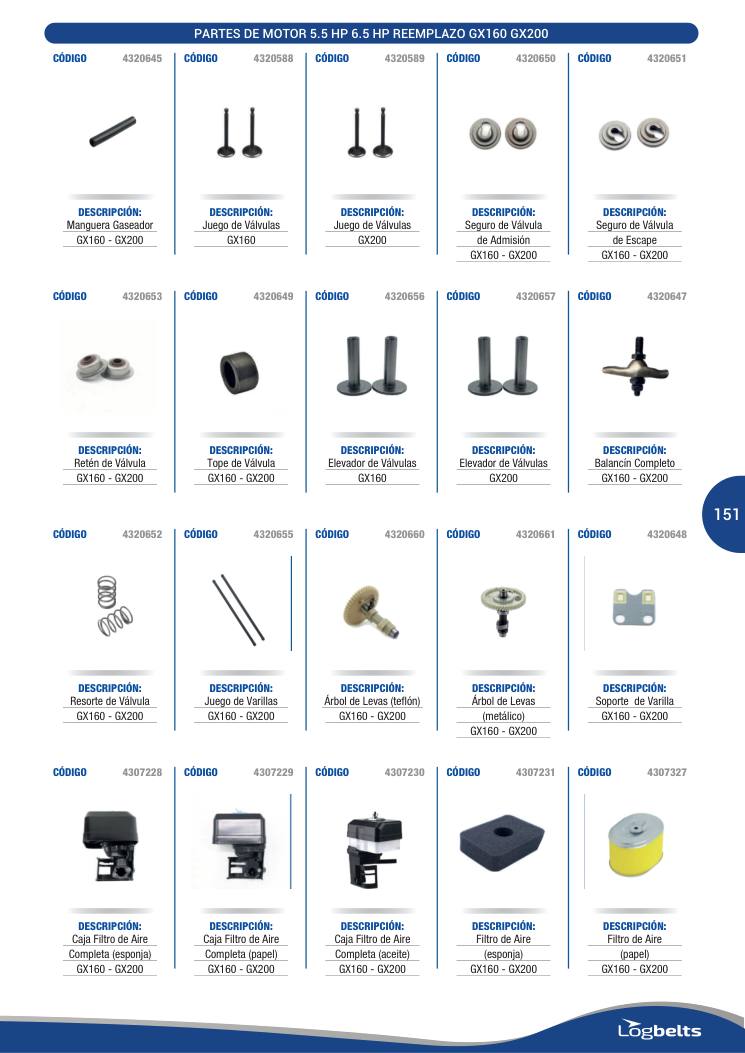 PARTES DE MOTOR 5.5 HP 6.5 HP REEMPLAZO GX160 GX200
CÓDIGO 4320645
DESCRIPCIÓN:
Manguera Gaseador
GX160 - GX200
CÓDIGO 4320588
DESCRIPCIÓN:
Juego de Válvulas
GX160
CÓDIGO 4320589
DESCRIPCIÓN:
Juego de Válvulas
GX200
CÓDIGO 4320650
DESCRIPCIÓN:
Seguro de Válvula
de Admisión
GX160 - GX200
CÓDIGO 4320651
DESCRIPCIÓN:
Seguro de Válvula
de Escape
GX160 - GX200
CÓDIGO 4320653
DESCRIPCIÓN:
Retén de Válvula
GX160 - GX200
CÓDIGO 4320649
DESCRIPCIÓN:
Tope de Válvula
GX160 - GX200
CÓDIGO 4320656
DESCRIPCIÓN:
Elevador de Válvulas
GX160
CÓDIGO 4320657
DESCRIPCIÓN:
Elevador de Válvulas
GX200
CÓDIGO 4320647
DESCRIPCIÓN:
Balancín Completo
GX160 - GX200
151
CÓDIGO 4320652
DESCRIPCIÓN:
Resorte de Válvula
GX160 - GX200
CÓDIGO 4320655
DESCRIPCIÓN:
Juego de Varillas
GX160 - GX200
CÓDIGO 4320660
DESCRIPCIÓN:
Árbol de Levas (teflón)
GX160 - GX200
CÓDIGO 4320661
DESCRIPCIÓN:
Árbol de Levas
(metálico)
GX160 - GX200
CÓDIGO 4320648
DESCRIPCIÓN:
Soporte de Varilla
GX160 - GX200
CÓDIGO 4307228
DESCRIPCIÓN:
Caja Filtro de Aire
Completa (esponja)
GX160 - GX200
CÓDIGO 4307229
DESCRIPCIÓN:
Caja Filtro de Aire
Completa (papel)
GX160 - GX200
CÓDIGO 4307230
DESCRIPCIÓN:
Caja Filtro de Aire
Completa (aceite)
GX160 - GX200
CÓDIGO 4307231
DESCRIPCIÓN:
Filtro de Aire
(esponja)
GX160 - GX200
CÓDIGO 4307327
DESCRIPCIÓN:
Filtro de Aire
(papel)
GX160 - GX200
Logbelts